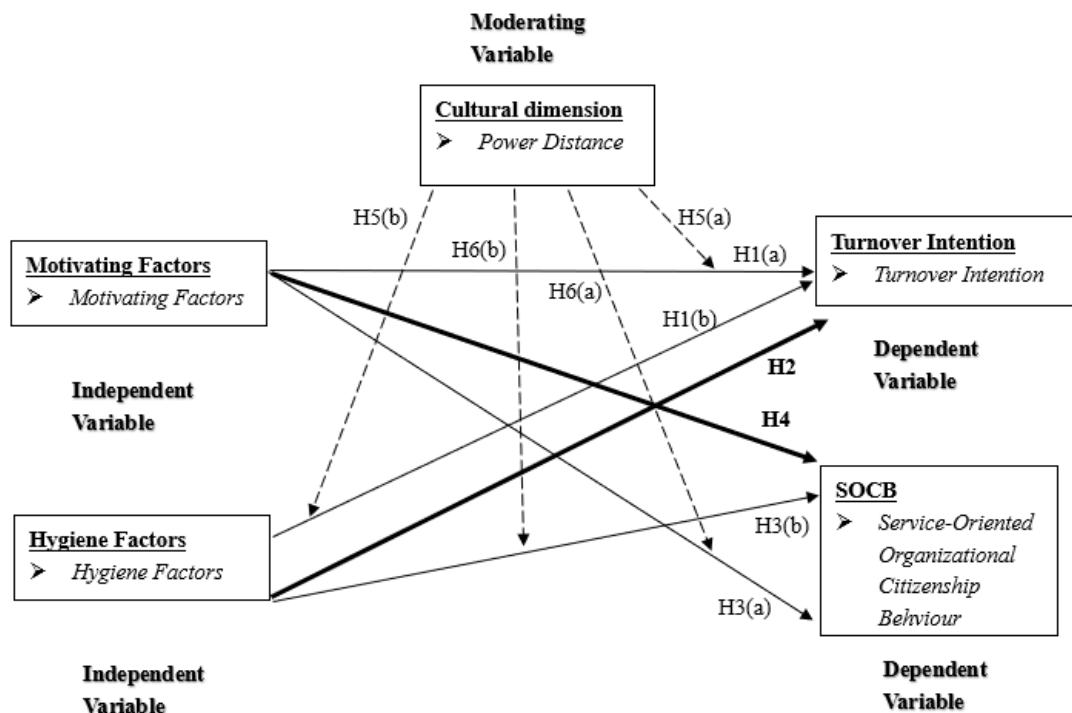 Moderating
Variable
Cultural dimension
➢ Power Distance
H5(b)
H5(a)
H6(b)
H1(a)
H6(a)
H1(b)
Motivating Factors
➢ Motivating Factors
Turnover Intention
➢ Turnover Intention
Independent
Variable
Dependent
Variable
H2
H4
Hygiene Factors
➢ Hygiene Factors
SOCB
➢ Service-Oriented
Organizational
Citizenship
Behviour
H3(b)
H3(a)
Independent
Variable
Dependent
Variable